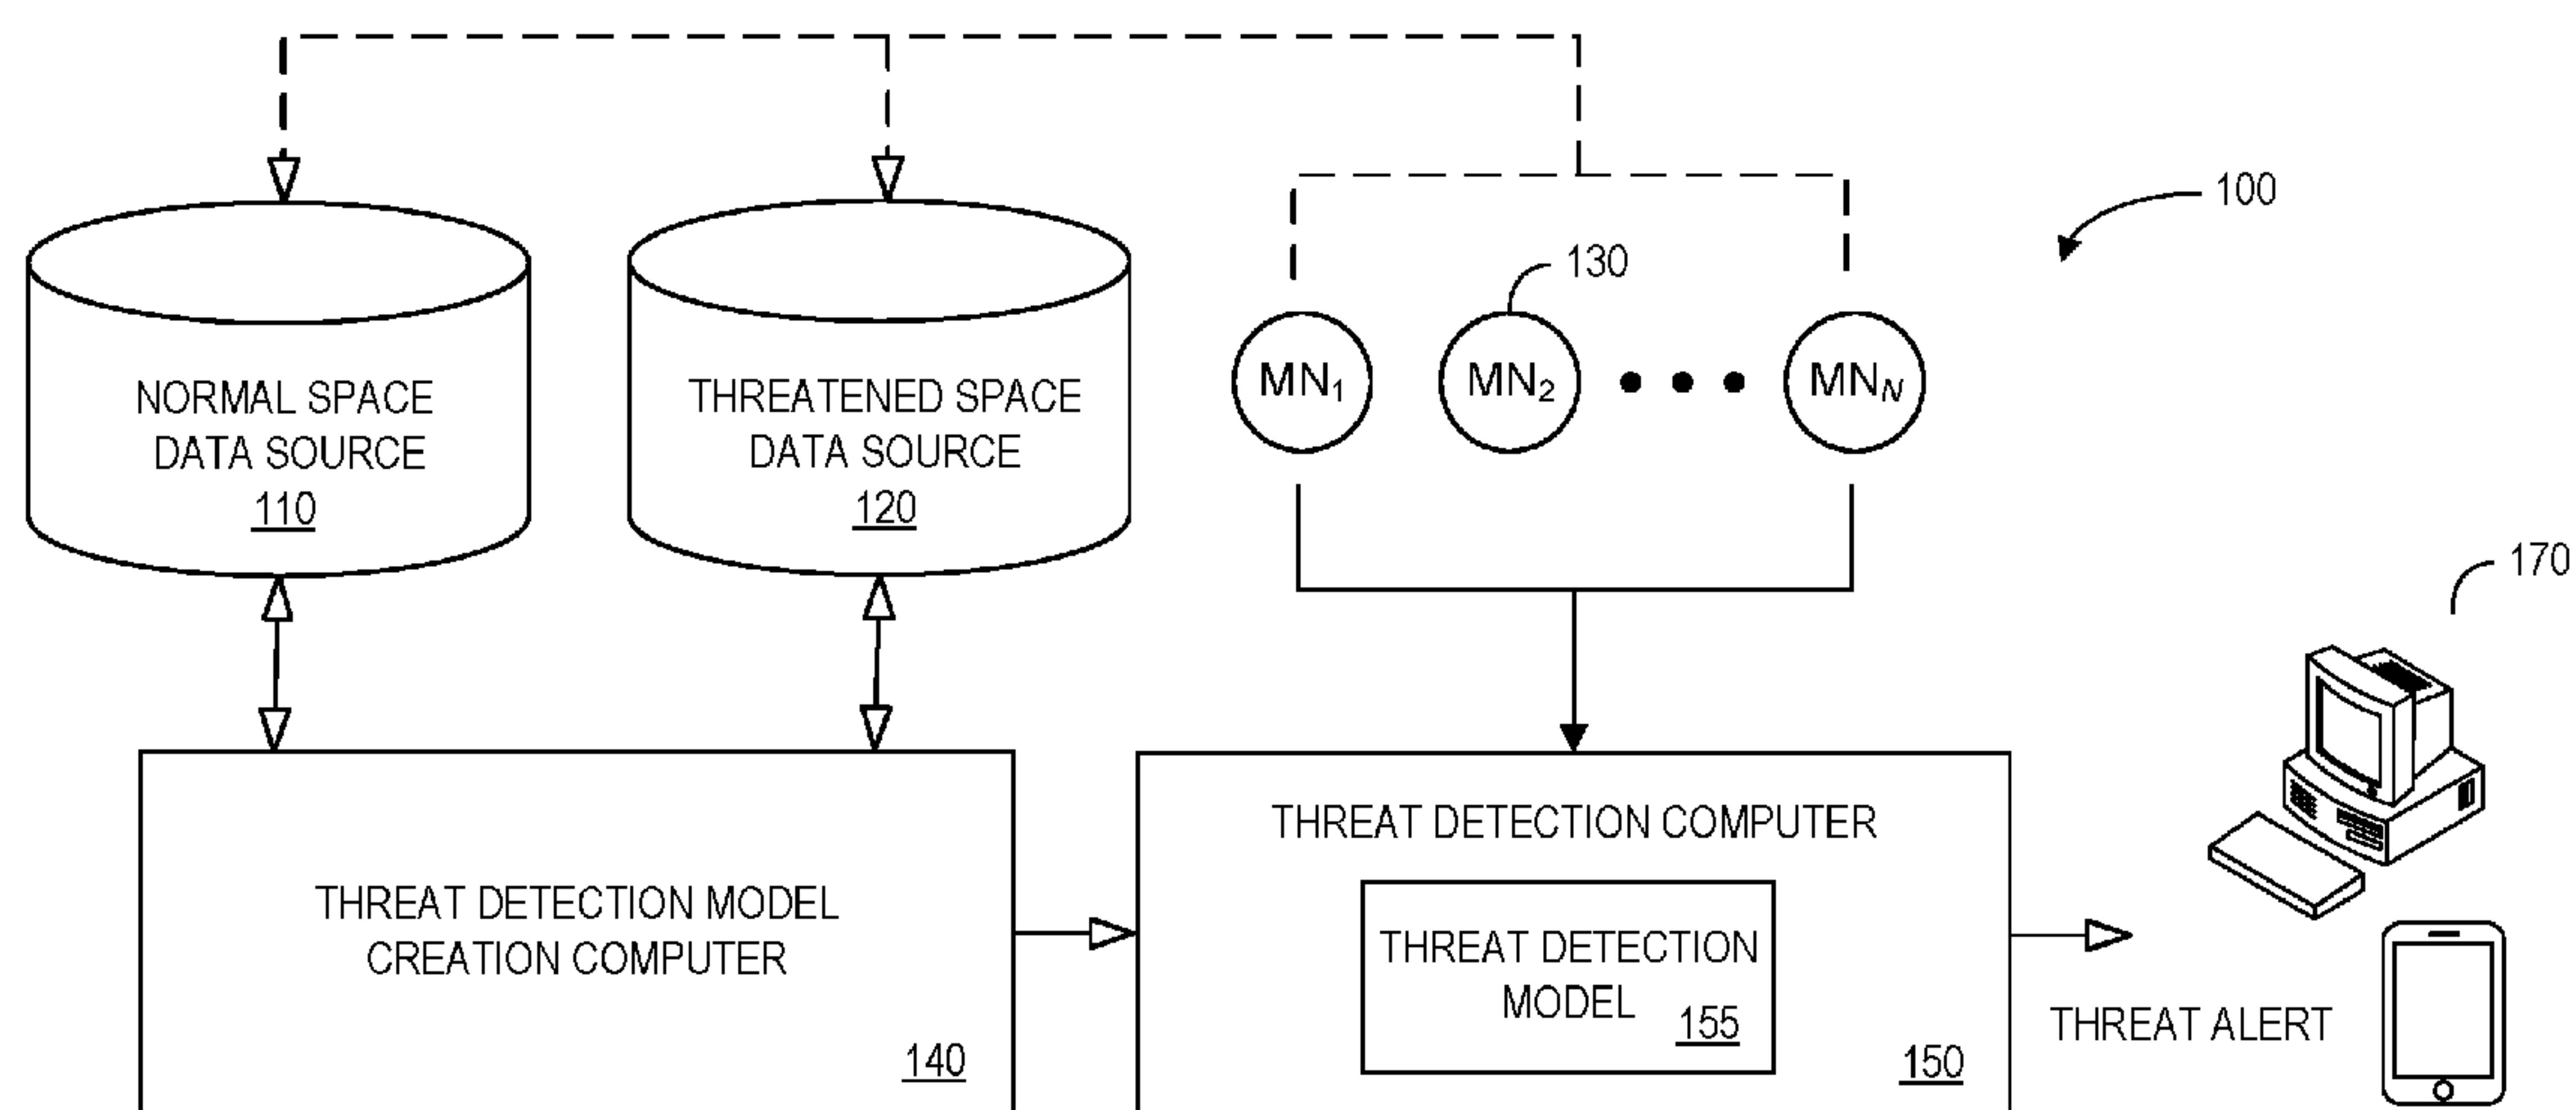 100
130
MN1
MN2
MNN
NORMAL SPACE
DATA SOURCE
110
THREATENED SPACE
DATA SOURCE
120
170
THREAT DETECTION MODEL
CREATION COMPUTER
140
THREAT DETECTION COMPUTER
THREAT DETECTION
MODEL
155
150
THREAT ALERT